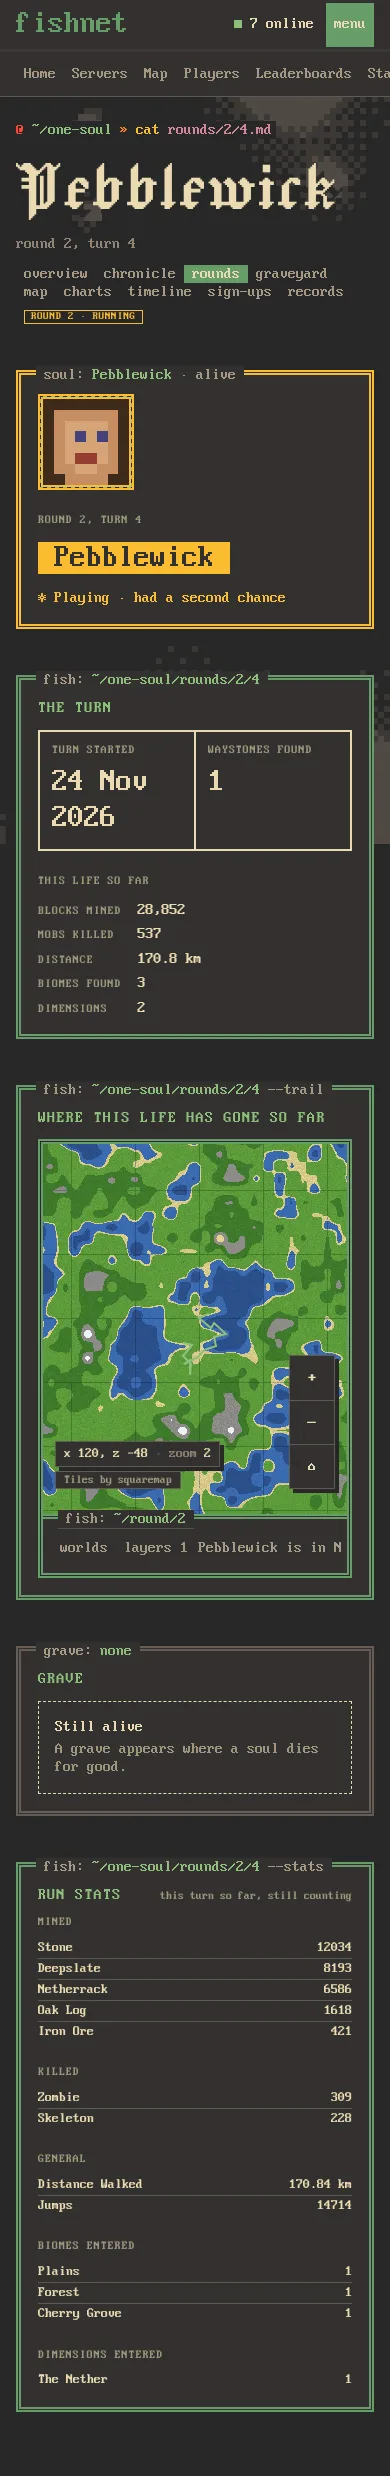 fishnet
7 online
menu
Home Servers Map Players Leaderboards Sta
@ ~/one-soul » cat rounds/2/4.md
Pebblewick
round 2, turn 4
overview chronicle rounds graveyard
map charts timeline sign-ups records
ROUND 2 · RUNNING
soul: Pebblewick · alive
ROUND 2, TURN 4
Pebblewick
* Playing · had a second chance
fish: ~/one-soul/rounds/2/4
THE TURN
TURN STARTED
24 Nov
2026
WAYSTONES FOUND
1
THIS LIFE SO FAR
BLOCKS MINED 28,852
MOBS KILLED 537
DISTANCE 170.8 km
BIOMES FOUND 3
DIMENSIONS 2
fish: ~/one-soul/rounds/2/4 --trail
WHERE THIS LIFE HAS GONE SO FAR
+
−
x 120, z -48 · zoom 2
Tiles by squaremap
fish: ~/round/2
worlds layers 1 Pebblewick is in N
grave: none
GRAVE
Still alive
A grave appears where a soul dies
for good.
fish: ~/one-soul/rounds/2/4 --stats
RUN STATS this turn so far, still counting
MINED
Stone 12034
Deepslate 8193
Netherrack 6586
Oak Log 1618
Iron Ore 421
KILLED
Zombie 309
Skeleton 228
GENERAL
Distance Walked 170.84 km
Jumps 14714
BIOMES ENTERED
Plains 1
Forest 1
Cherry Grove 1
DIMENSIONS ENTERED
The Nether 1